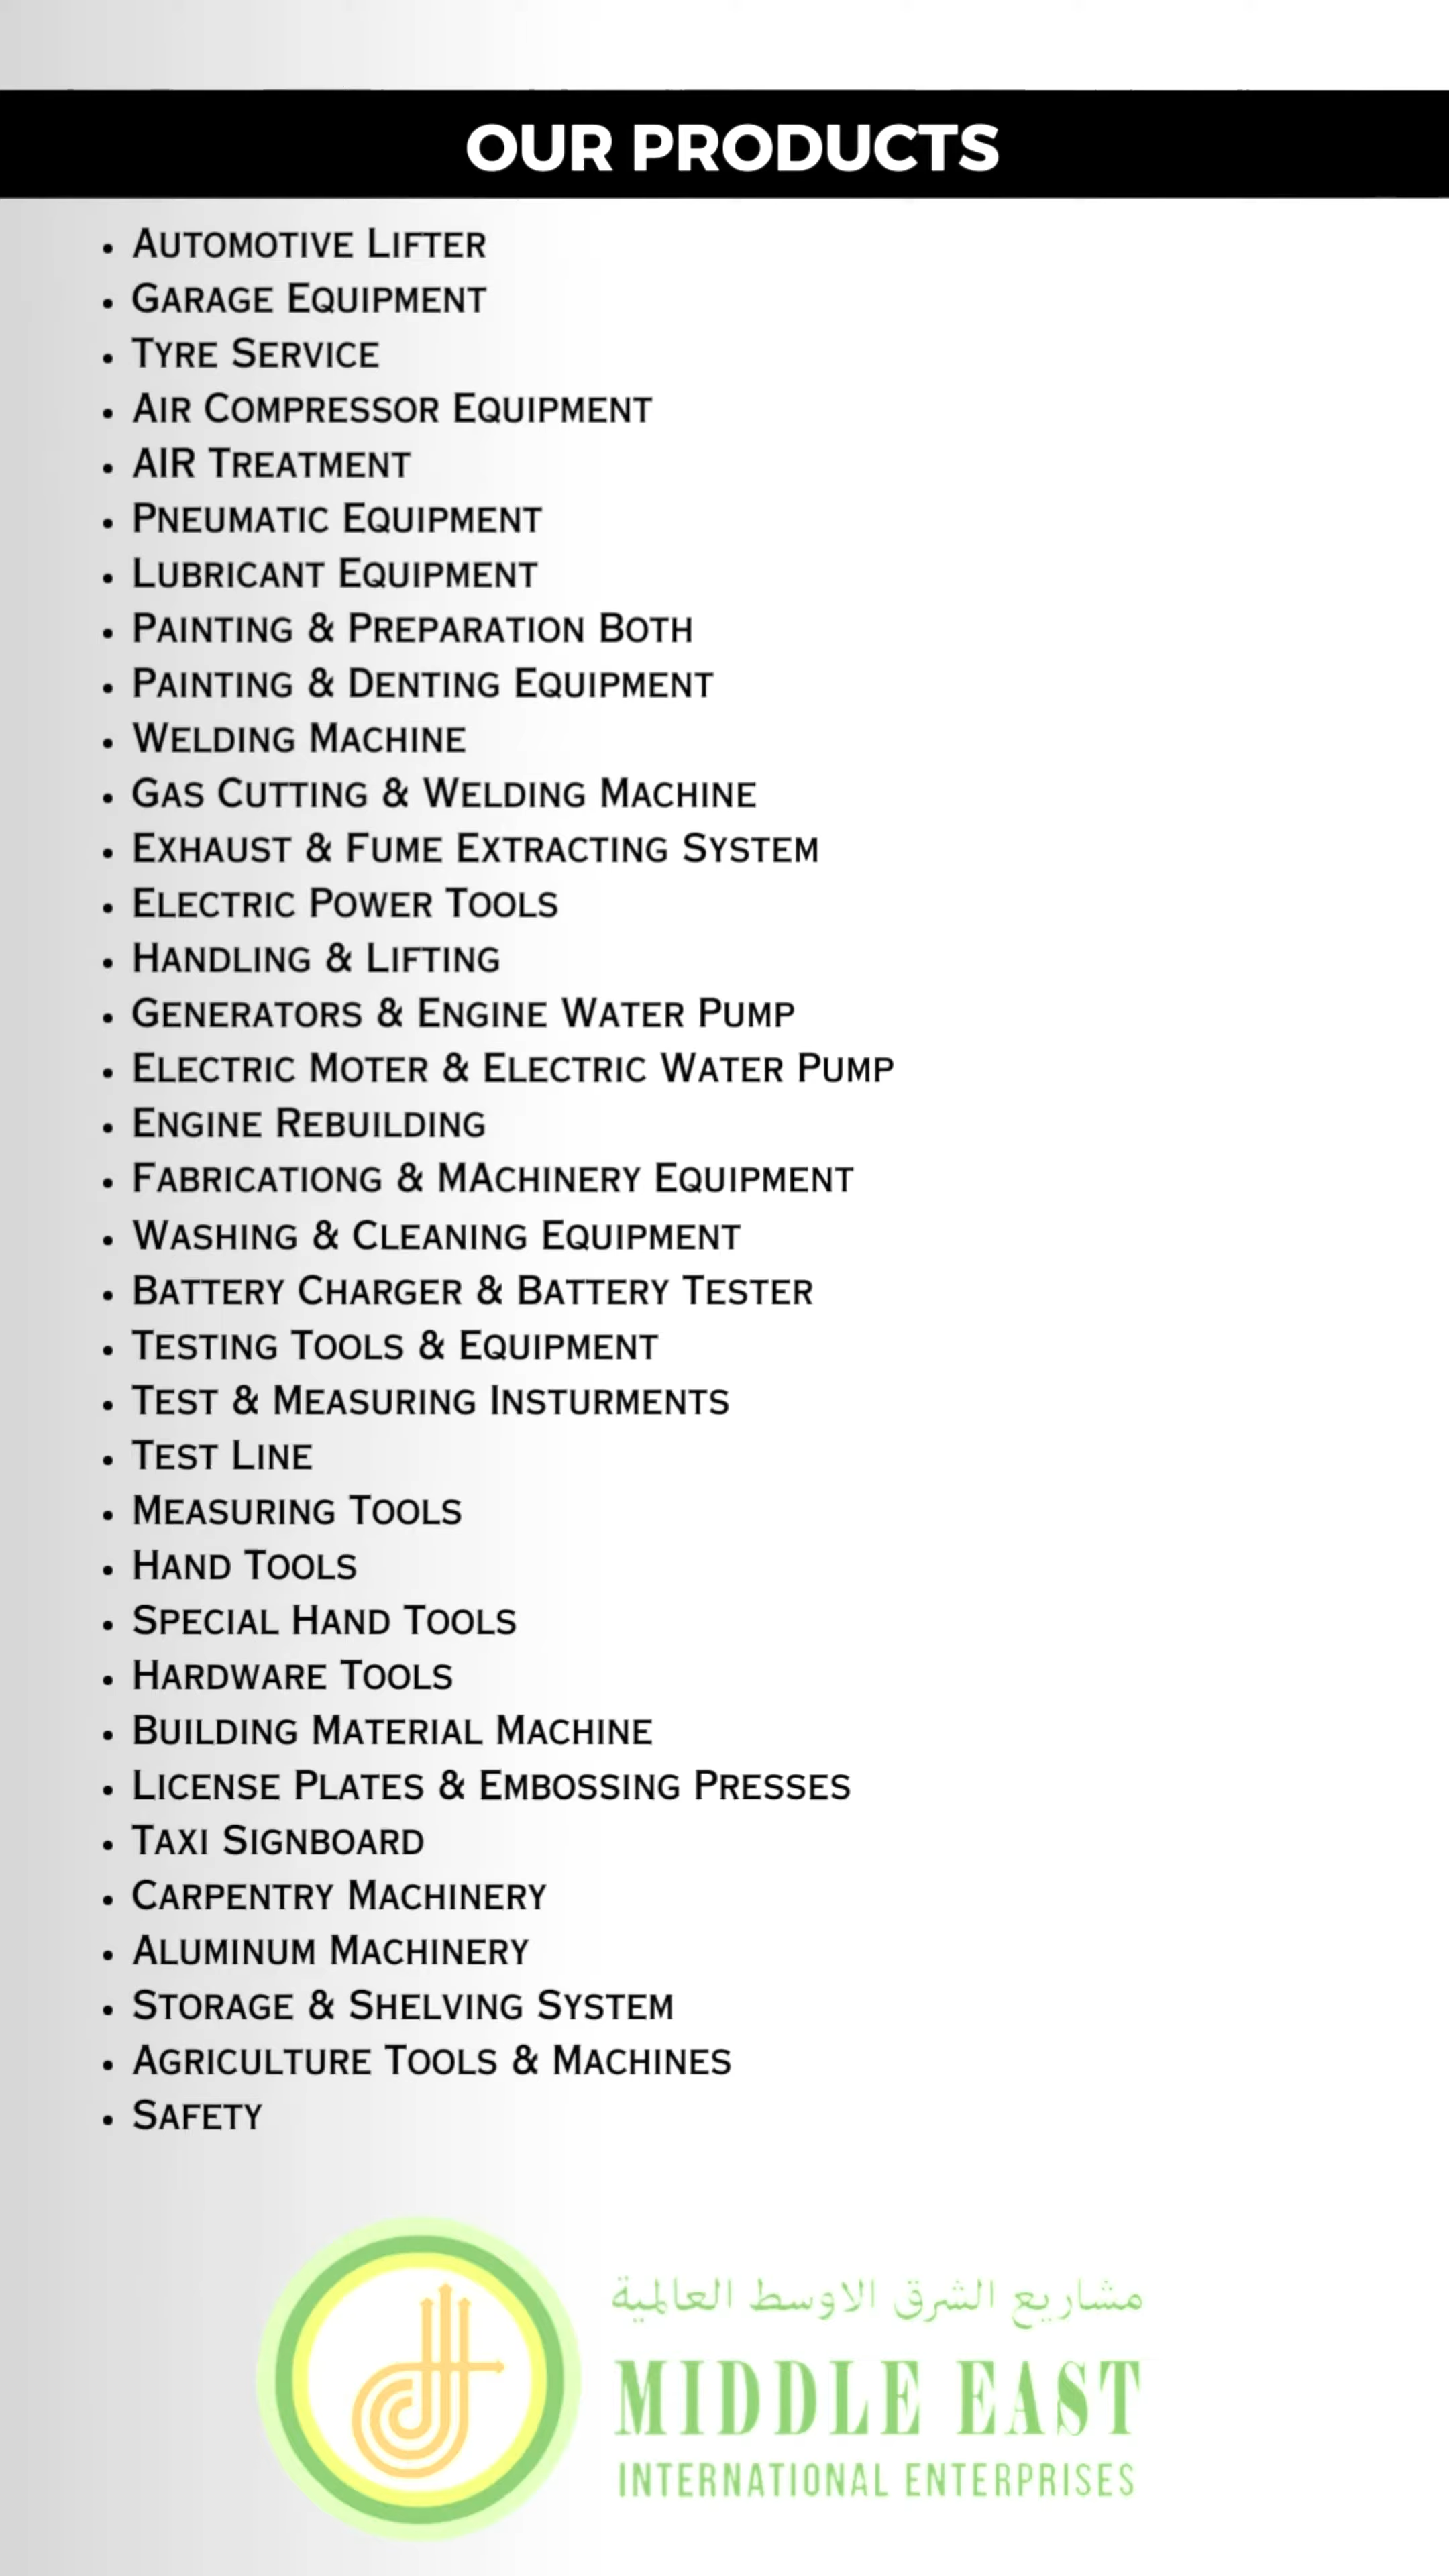 OUR PRODUCTS
• AUTOMOTIVE LIFTER
• GARAGE EQUIPMENT
• TYRE SERVICE
• AIR COMPRESSOR EQUIPMENT
• AIR TREATMENT
• PNEUMATIC EQUIPMENT
• LUBRICANT EQUIPMENT
• PAINTING & PREPARATION BOTH
• PAINTING & DENTING EQUIPMENT
• WELDING MACHINE
• GAS CUTTING & WELDING MACHINE
• EXHAUST & FUME EXTRACTING SYSTEM
• ELECTRIC POWER TOOLS
• HANDLING & LIFTING
• GENERATORS & ENGINE WATER PUMP
• ELECTRIC MOTER & ELECTRIC WATER PUMP
• ENGINE REBUILDING
• FABRICATIONG & MACHINERY EQUIPMENT
• WASHING & CLEANING EQUIPMENT
• BATTERY CHARGER & BATTERY TESTER
• TESTING TOOLS & EQUIPMENT
• TEST & MEASURING INSTURMENTS
• TEST LINE
• MEASURING TOOLS
• HAND TOOLS
• SPECIAL HAND TOOLS
• HARDWARE TOOLS
• BUILDING MATERIAL MACHINE
• LICENSE PLATES & EMBOSSING PRESSES
• TAXI SIGNBOARD
• CARPENTRY MACHINERY
• ALUMINUM MACHINERY
• STORAGE & SHELVING SYSTEM
• AGRICULTURE TOOLS & MACHINES
• SAFETY
مشاريع الشرق الاوسط العالمية
MIDDLE EAST
INTERNATIONAL ENTERPRISES